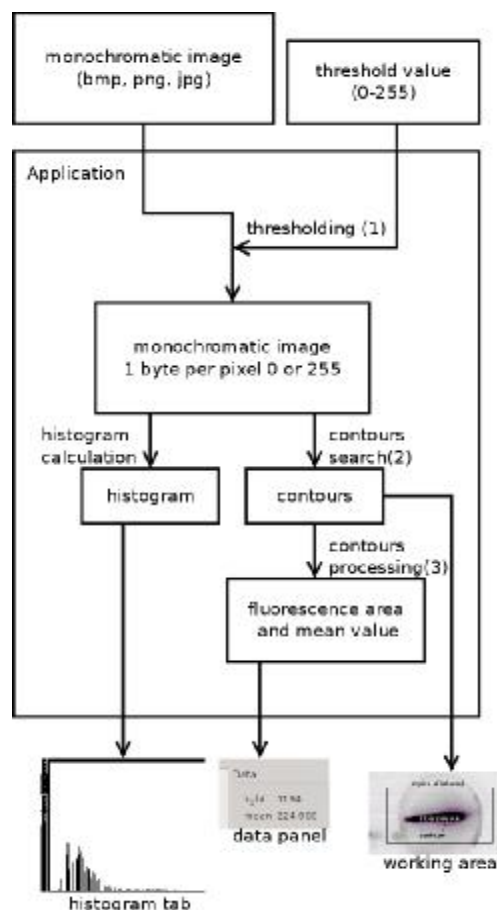 monochromatic image
(bmp, png, jpg)
threshold value
(0-255)
Application
thresholding (1)
monochromatic image
1 byte per pixel 0 or 255
histogram
calculation
contours
search(2)
histogram
contours
contours
processing(3)
fluorescence area
and mean value
Data
mean
data panel
working area
histogram tab